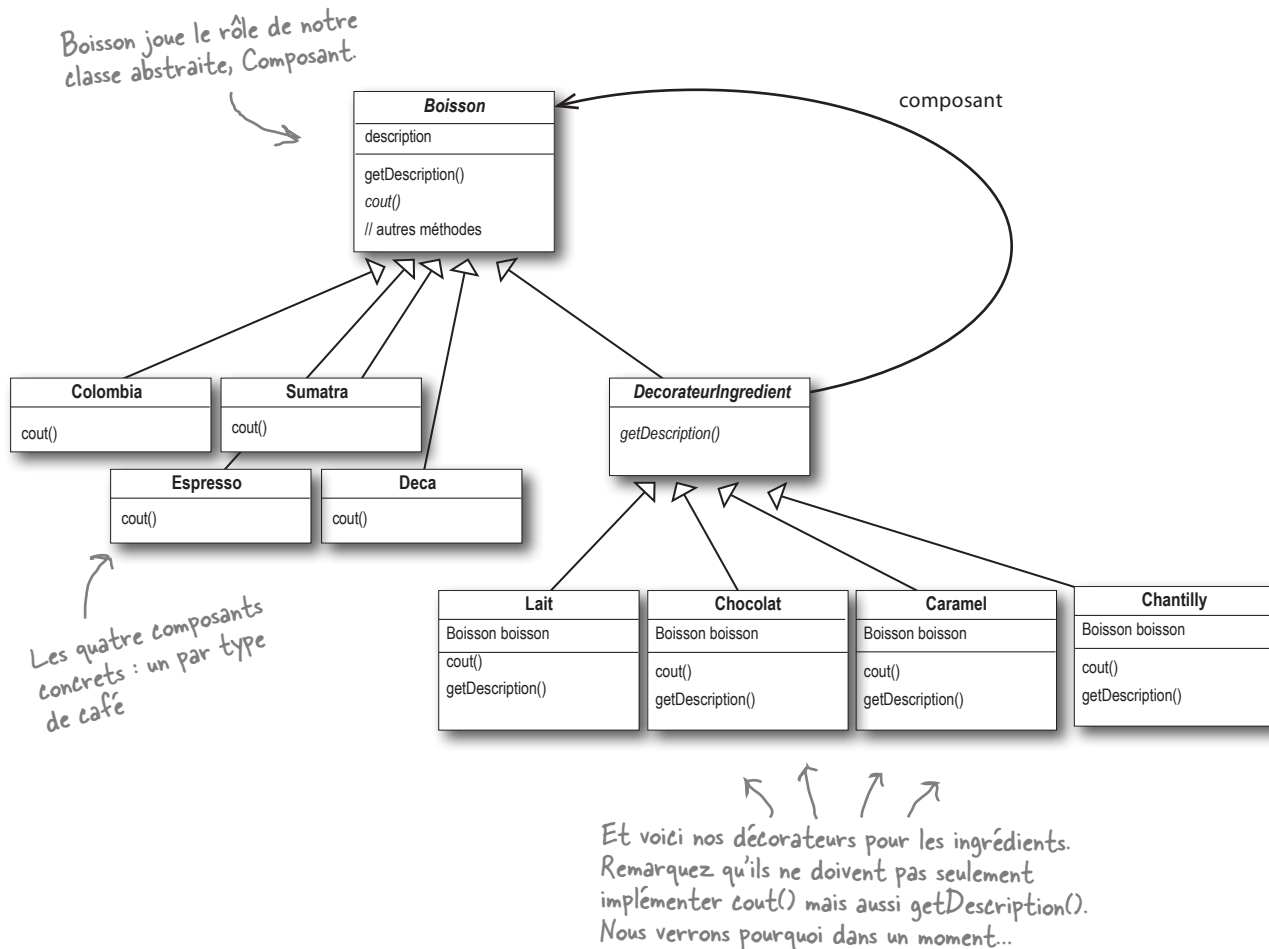 Boisson joue le rôle de notre
classe abstraite, Composant.
composant
Boisson
description
getDescription()
cout()
// autres méthodes
Colombia
cout()
Sumatra
cout()
Espresso
cout()
Deca
cout()
DecorateurIngredient
getDescription()
Les quatre composants
concrets : un par type
de café
Lait
Boisson boisson
cout()
getDescription()
Chocolat
Boisson boisson
cout()
getDescription()
Caramel
Boisson boisson
cout()
getDescription()
Chantilly
Boisson boisson
cout()
getDescription()
Et voici nos décorateurs pour les ingrédients.
Remarquez qu'ils ne doivent pas seulement
implémenter cout() mais aussi getDescription().
Nous verrons pourquoi dans un moment...